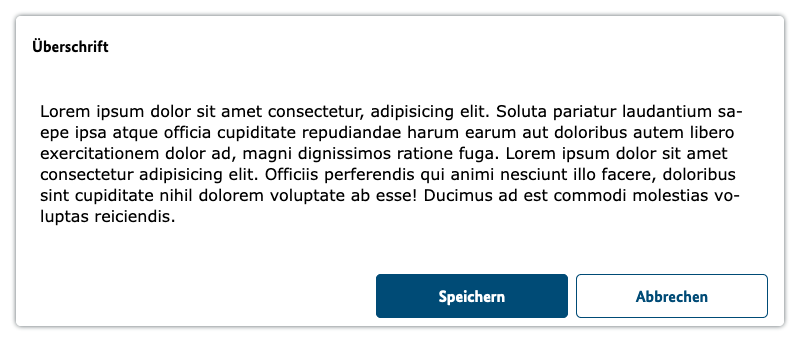 Überschrift
Lorem ipsum dolor sit amet consectetur, adipisicing elit. Soluta pariatur laudantium sa-
epe ipsa atque officia cupiditate repudiandae harum earum aut doloribus autem libero
exercitationem dolor ad, magni dignissimos ratione fuga. Lorem ipsum dolor sit amet
consectetur adipisicing elit. Officiis perferendis qui animi nesciunt illo facere, doloribus
sint cupiditate nihil dolorem voluptate ab esse! Ducimus ad est commodi molestias vo-
luptas reiciendis.
Speichern
Abbrechen